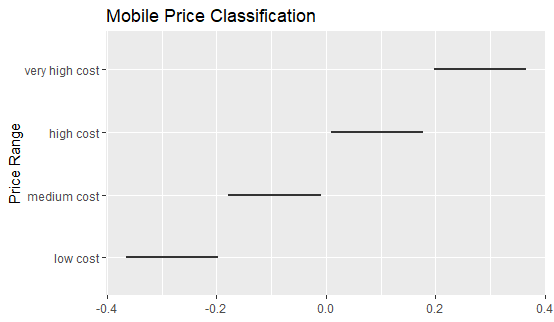 Mobile Price Classification
Price Range
very high cost
high cost
medium cost
low cost
-0.4 -0.2 0.0 0.2 0.4